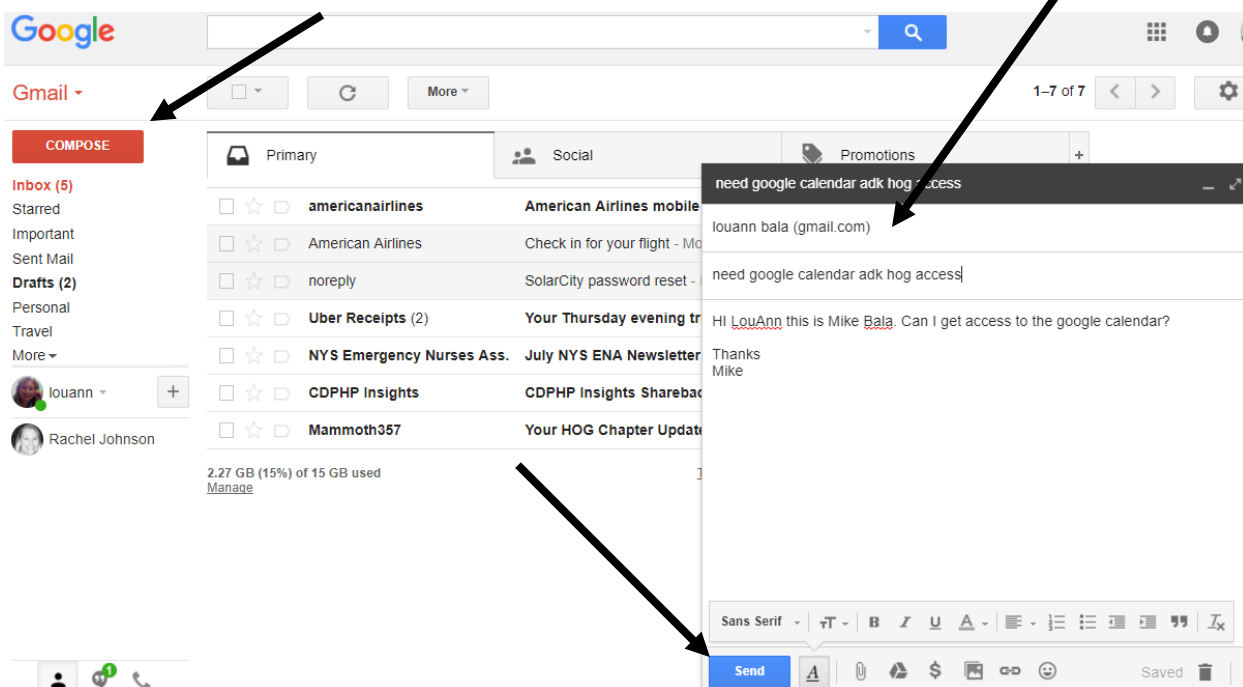 Google
Gmail
More
1–7 of 7
COMPOSE
Primary
Social
Promotions
+
Inbox (5)
Starred
Important
Sent Mail
Drafts (2)
Personal
Travel
More
louann
+
Rachel Johnson
americanairlines American Airlines mobile
American Airlines Check in for your flight - Mo
noreply SolarCity password reset -
Uber Receipts (2) Your Thursday evening tr
NYS Emergency Nurses Ass. July NYS ENA Newsletter
CDPHP Insights CDPHP Insights Sharebac
Mammoth357 Your HOG Chapter Update
2.27 GB (15%) of 15 GB used
Manage
need google calendar adk hog access
louann bala (gmail.com)
need google calendar adk hog access
HI LouAnn this is Mike Bala. Can I get access to the google calendar?
Thanks
Mike
Sans Serif
B I U A
Send A $ Saved
1